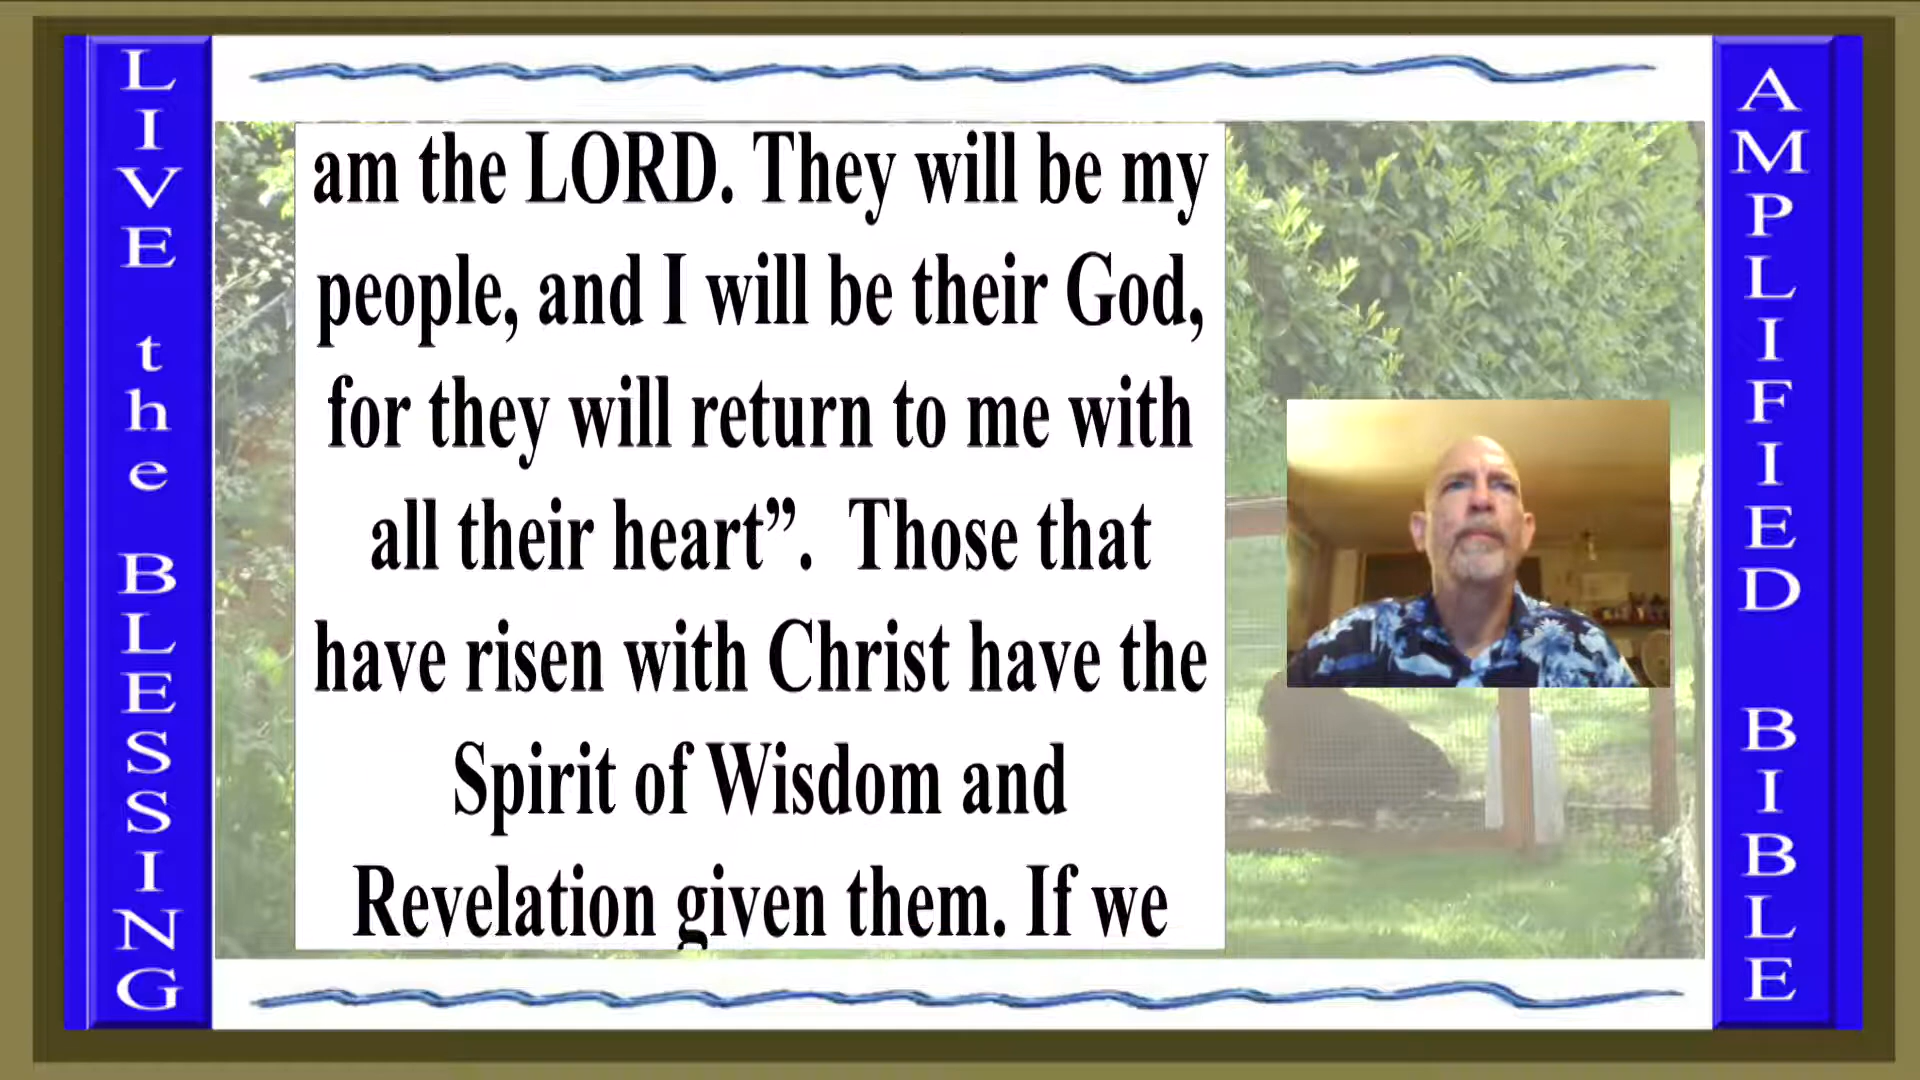 LIVE the BLESSING
am the LORD. They will be my
people, and I will be their God,
for they will return to me with
all their heart”. Those that
have risen with Christ have the
Spirit of Wisdom and
Revelation given them. If we
AMPLIFIED BIBLE